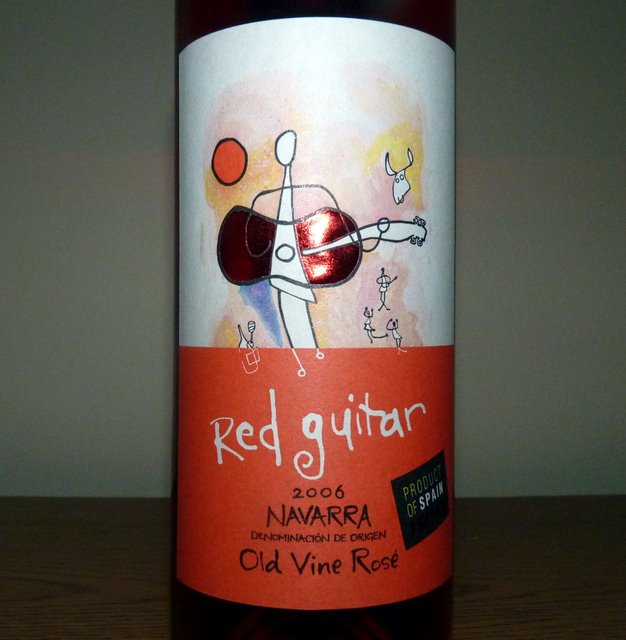 Red guitar
2006
NAVARRA
DENOMINACIÓN DE ORIGEN
Old Vine Rosé
PRODUCT
OF SPAIN